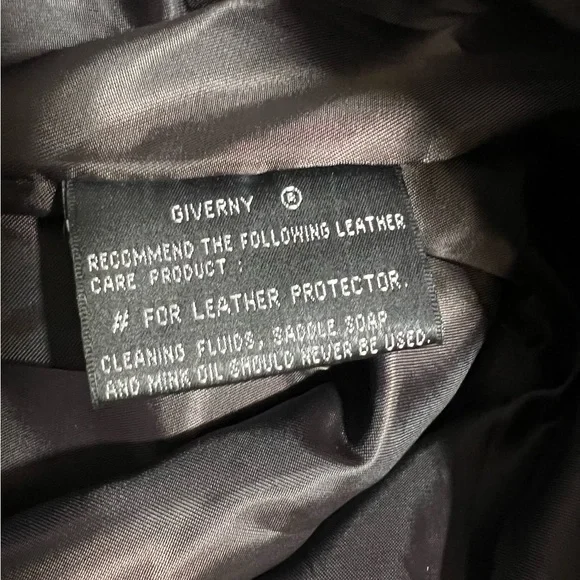 GIVERNY ®
RECOMMEND THE FOLLOWING LEATHER
CARE PRODUCT :
# FOR LEATHER PROTECTOR.
CLEANING FLUIDS, SADDLE SOAP
AND MINK OIL SHOULD NEVER BE USED.